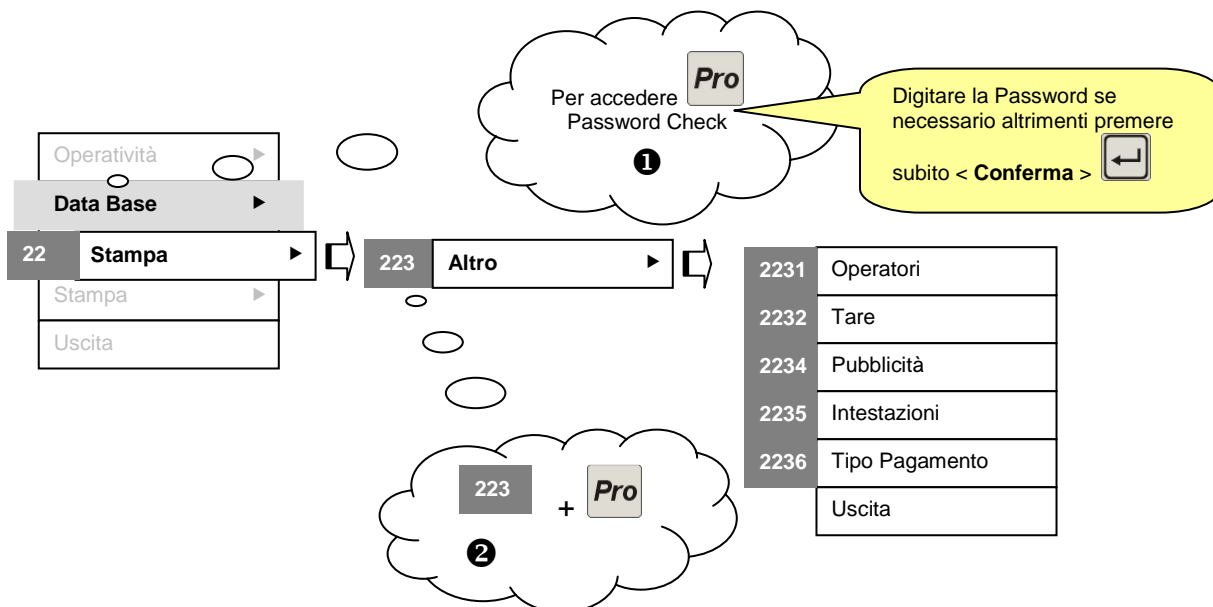 Pro
Per accedere
Password Check
❶
Digitare la Password se
necessario altrimenti premere
subito < Conferma >
Operatività
Data Base
22 Stampa
Stampa
Uscita
223 Altro
2231 Operatori
2232 Tare
2234 Pubblicità
2235 Intestazioni
2236 Tipo Pagamento
Uscita
223 + Pro
❷